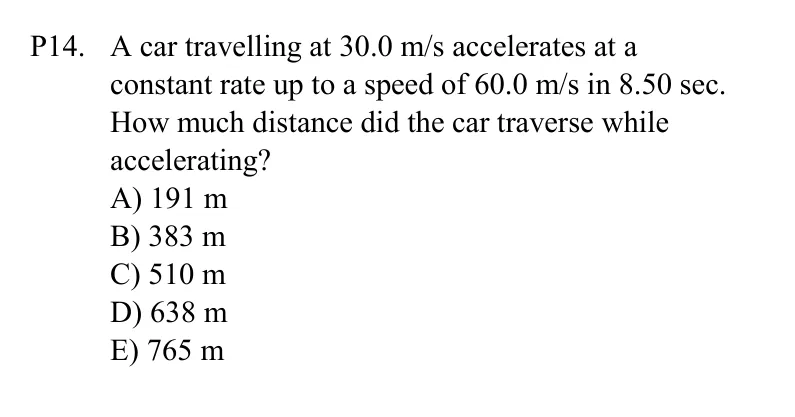 P14. A car travelling at 30.0 m/s accelerates at a
constant rate up to a speed of 60.0 m/s in 8.50 sec.
How much distance did the car traverse while
accelerating?
A) 191 m
B) 383 m
C) 510 m
D) 638 m
E) 765 m